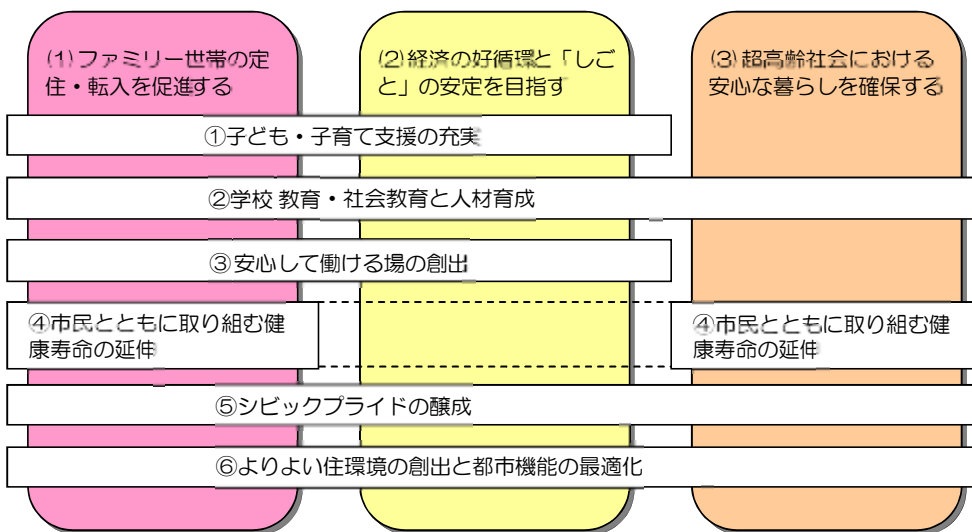 (1)ファミリー世帯の定
住・転入を促進する
(2)経済の好循環と「しご
と」の安定を目指す
(3)超高齢社会における
安心な暮らしを確保する
①子ども・子育て支援の充実
②学校教育・社会教育と人材育成
③安心して働ける場の創出
④市民とともに取り組む健
康寿命の延伸
④市民とともに取り組む健
康寿命の延伸
⑤シビックプライドの醸成
⑥よりよい住環境の創出と都市機能の最適化